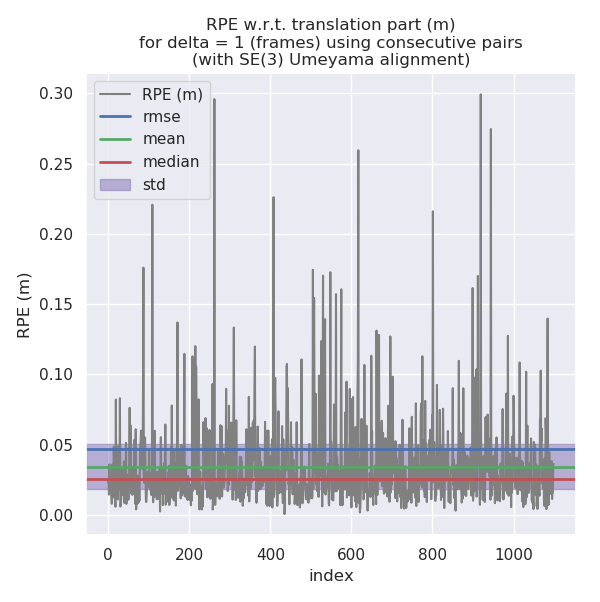 RPE w.r.t. translation part (m)
for delta = 1 (frames) using consecutive pairs
(with SE(3) Umeyama alignment)
RPE (m)
rmse
mean
median
std
0.30
0.25
0.20
0.15
0.10
0.05
0.00
RPE (m)
0 200 400 600 800 1000
index